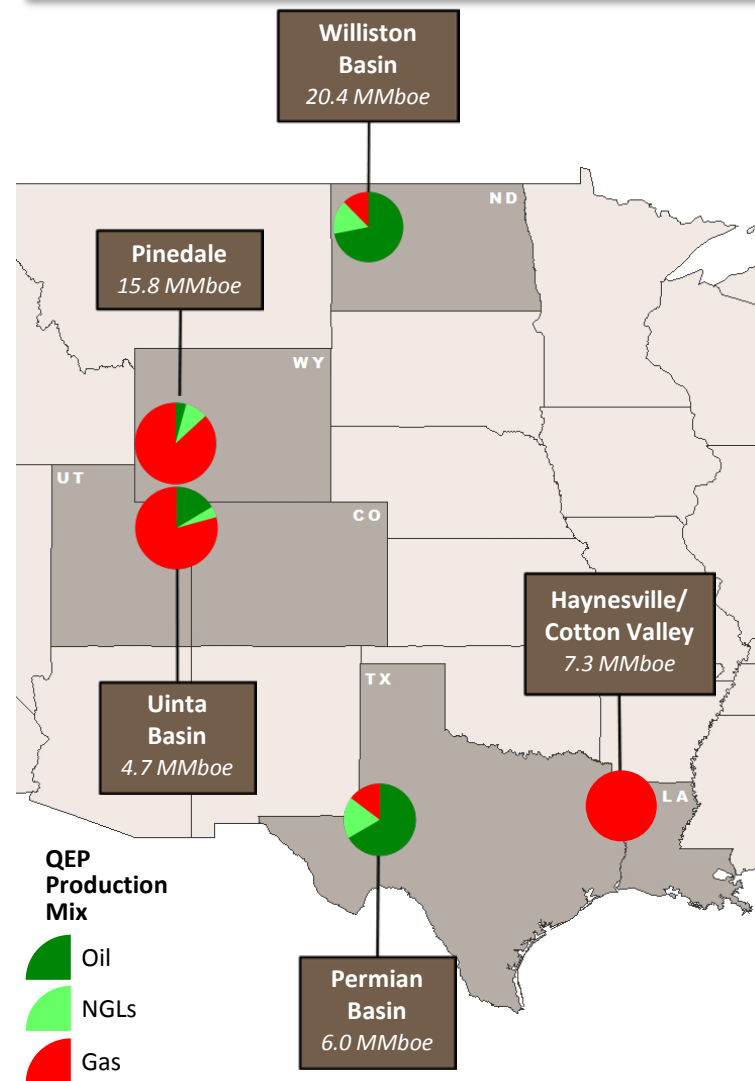 Williston
Basin
20.4 MMboe
ND
Pinedale
15.8 MMboe
WY
UT
CO
Haynesville/
Cotton Valley
7.3 MMboe
Uinta
Basin
4.7 MMboe
TX
LA
QEP
Production
Mix
Oil
NGLs
Gas
Permian
Basin
6.0 MMboe